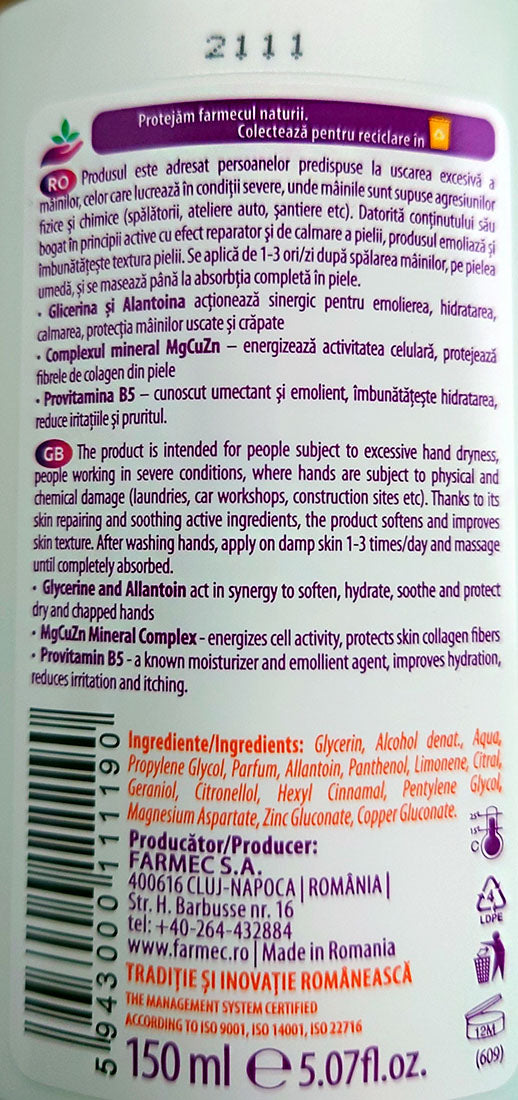 2111
Protejăm farmecul naturii.
Colectează pentru reciclare in
RO Produsul este adresat persoanelor predispuse la uscarea excesivă a
mâinilor, celor care lucrează în condiții severe, unde mâinile sunt supuse agresiunilor
fizice și chimice (spălătorii, ateliere auto, șantiere etc). Datorită conținutului său
bogat în principii active cu efect reparator și de calmare a pielii, produsul emoliază și
îmbunătățește textura pielii. Se aplică de 1-3 ori/zi după spălarea mâinilor, pe pielea
umedă, și se masează până la absorbția completă în piele.
• Glicerina și Alantoina acționează sinergic pentru emolierea, hidratarea,
calmarea, protecția mâinilor uscate și crăpate
• Complexul mineral MgCuZn – energizează activitatea celulară, protejează
fibrele de colagen din piele
• Provitamina B5 – cunoscut umectant și emolient, îmbunătățește hidratarea,
reduce iritațiile și pruritul.
GB The product is intended for people subject to excessive hand dryness,
people working in severe conditions, where hands are subject to physical and
chemical damage (laundries, car workshops, construction sites etc). Thanks to its
skin repairing and soothing active ingredients, the product softens and improves
skin texture. After washing hands, apply on damp skin 1-3 times/day and massage
until completely absorbed.
• Glycerine and Allantoin act in synergy to soften, hydrate, soothe and protect
dry and chapped hands
• MgCuZn Mineral Complex - energizes cell activity, protects skin collagen fibers
• Provitamin B5 - a known moisturizer and emollient agent, improves hydration,
reduces irritation and itching.
Ingrediente/Ingredients: Glycerin, Alcohol denat., Aqua,
Propylene Glycol, Parfum, Allantoin, Panthenol, Limonene, Citral,
Geraniol, Citronellol, Hexyl Cinnamal, Pentylene Glycol,
Magnesium Aspartate, Zinc Gluconate, Copper Gluconate.
Producător/Producer:
FARMEC S.A.
400616 CLUJ-NAPOCA | ROMÂNIA |
Str. H. Barbusse nr. 16
tel: +40-264-432884
www.farmec.ro | Made in Romania
TRADIȚIE ȘI INOVAȚIE ROMÂNEASCĂ
THE MANAGEMENT SYSTEM CERTIFIED
ACCORDING TO ISO 9001, ISO 14001, ISO 22716
150 ml e 5.07fl.oz.
5 943000 111190
25°
15°
C
4
LDPE
12M
(609)